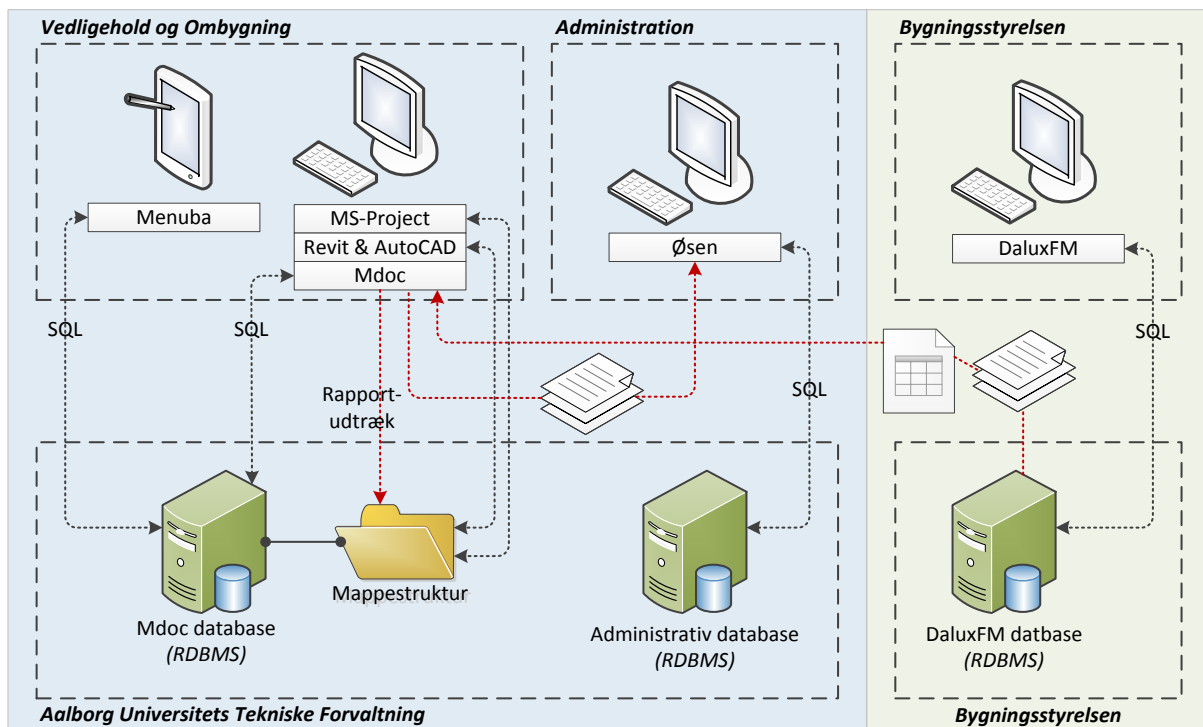 Vedligehold og Ombygning
Administration
Bygningsstyrelsen
Menuba
MS-Project
Revit & AutoCAD
Mdoc
Øsen
DaluxFM
SQL
SQL
SQL
SQL
Rapport-
udtræk
Mappestruktur
Mdoc database
(RDBMS)
Administrativ database
(RDBMS)
DaluxFM datbase
(RDBMS)
Aalborg Universitets Tekniske Forvaltning
Bygningsstyrelsen